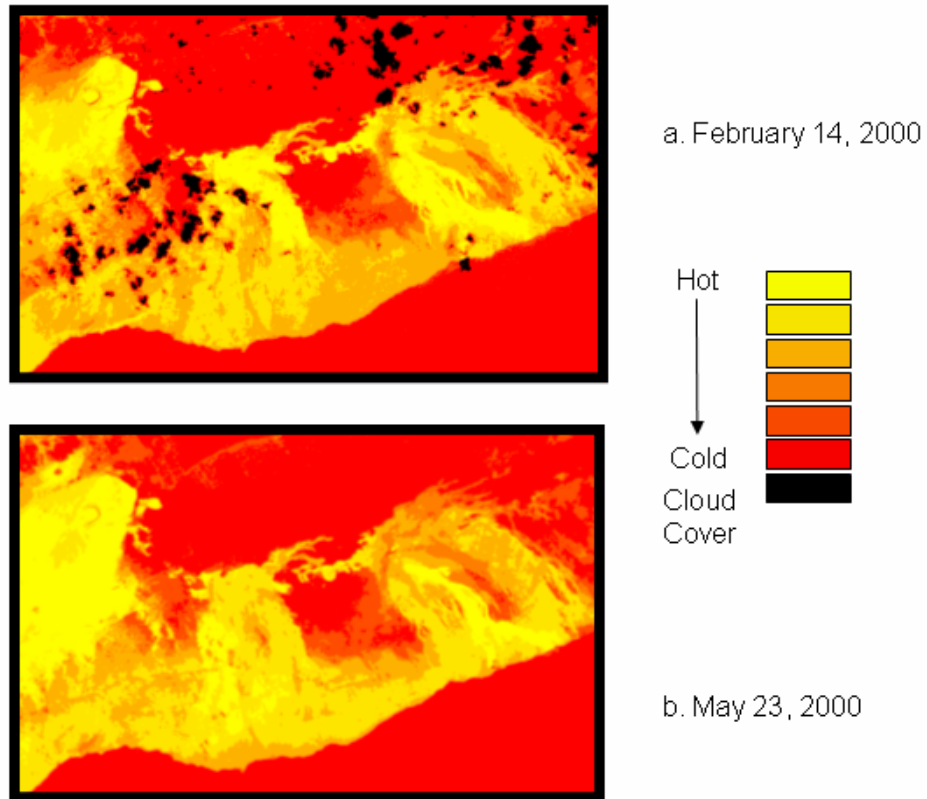 a. February 14, 2000
Hot
Cold
Cloud
Cover
b. May 23, 2000